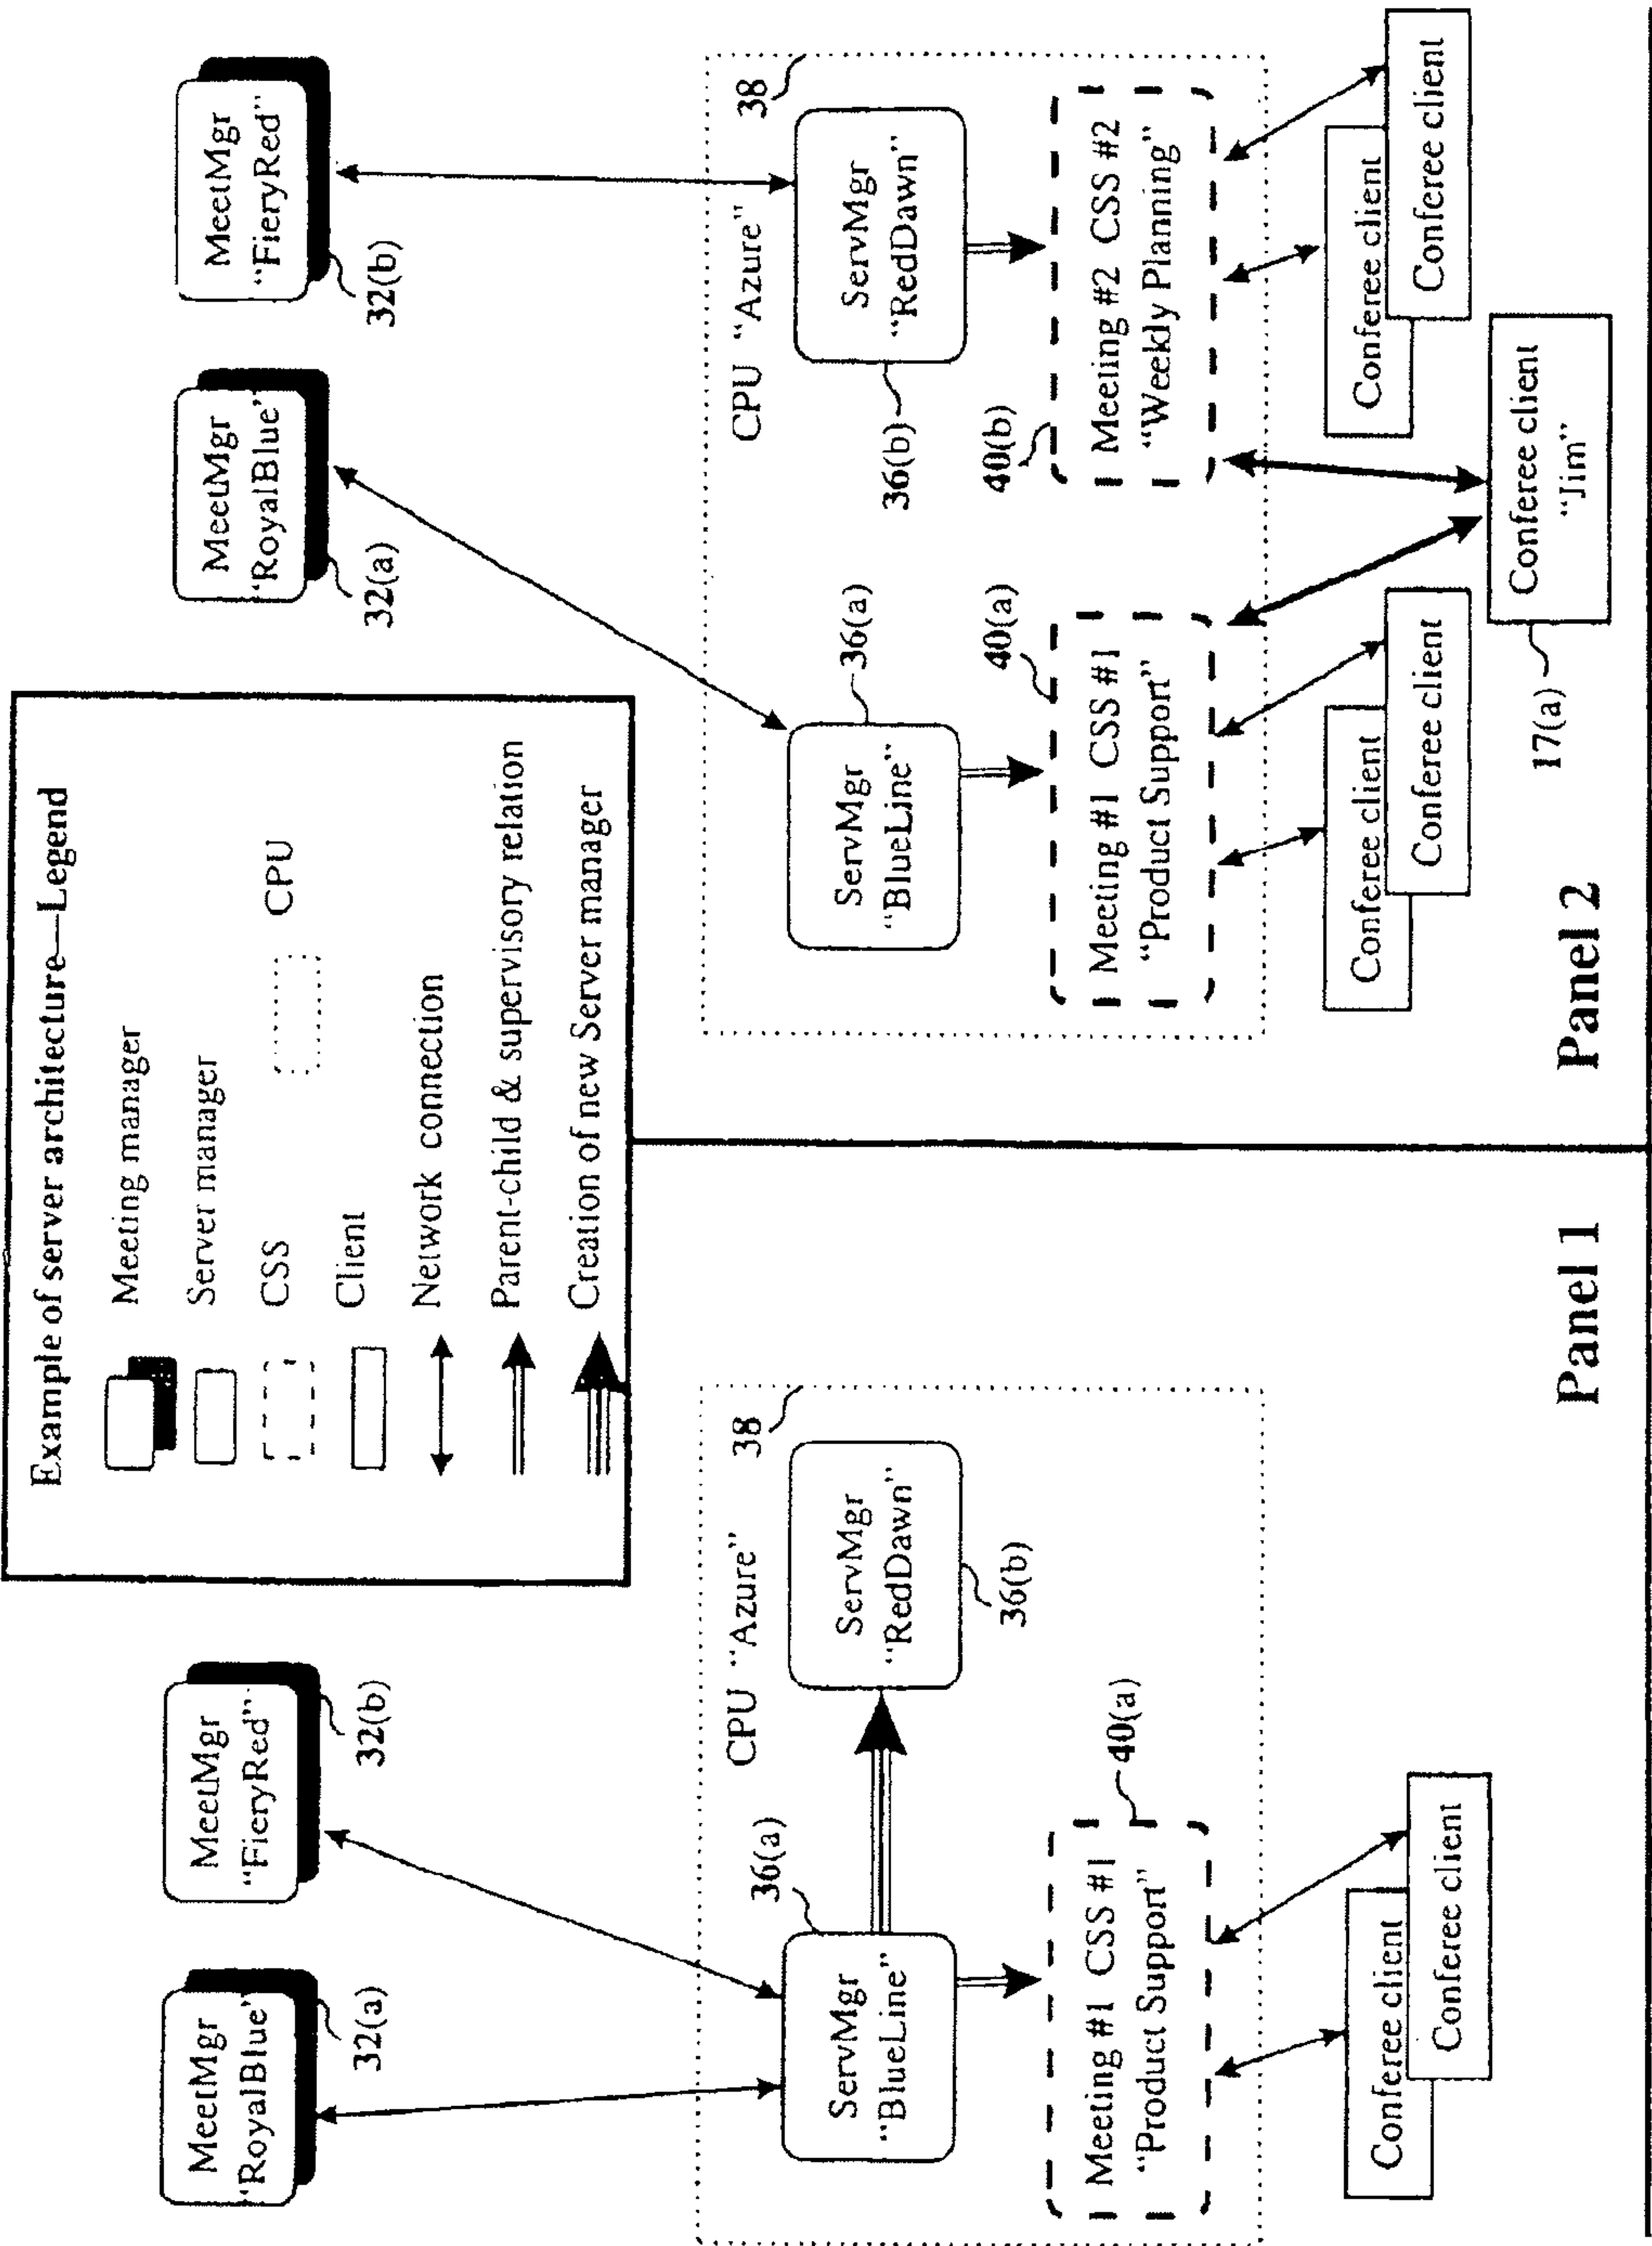 Example of server architecture—Legend
Meeting manager
Server manager
CSS
CPU
Client
Network connection
Parent-child & supervisory relation
Creation of new Server manager
MeetMgr
"RoyalBlue"
32(a)
MeetMgr
"FieryRed"
32(b)
CPU "Azure"
38
36(a)
ServMgr
"BlueLine"
ServMgr
"RedDawn"
36(b)
Meeting #1 CSS #1
"Product Support"
40(a)
Conferee client
Conferee client
Panel 1
MeetMgr
"RoyalBlue"
32(a)
MeetMgr
"FieryRed"
32(b)
CPU "Azure"
38
ServMgr
"BlueLine"
36(a)
ServMgr
"RedDawn"
36(b)
40(a)
Meeting #1 CSS #1
"Product Support"
40(b)
Meeting #2 CSS #2
"Weekly Planning"
Conferee client
Conferee client
Conferee client
Conferee client
Conferee client
"Jim"
17(a)
Panel 2